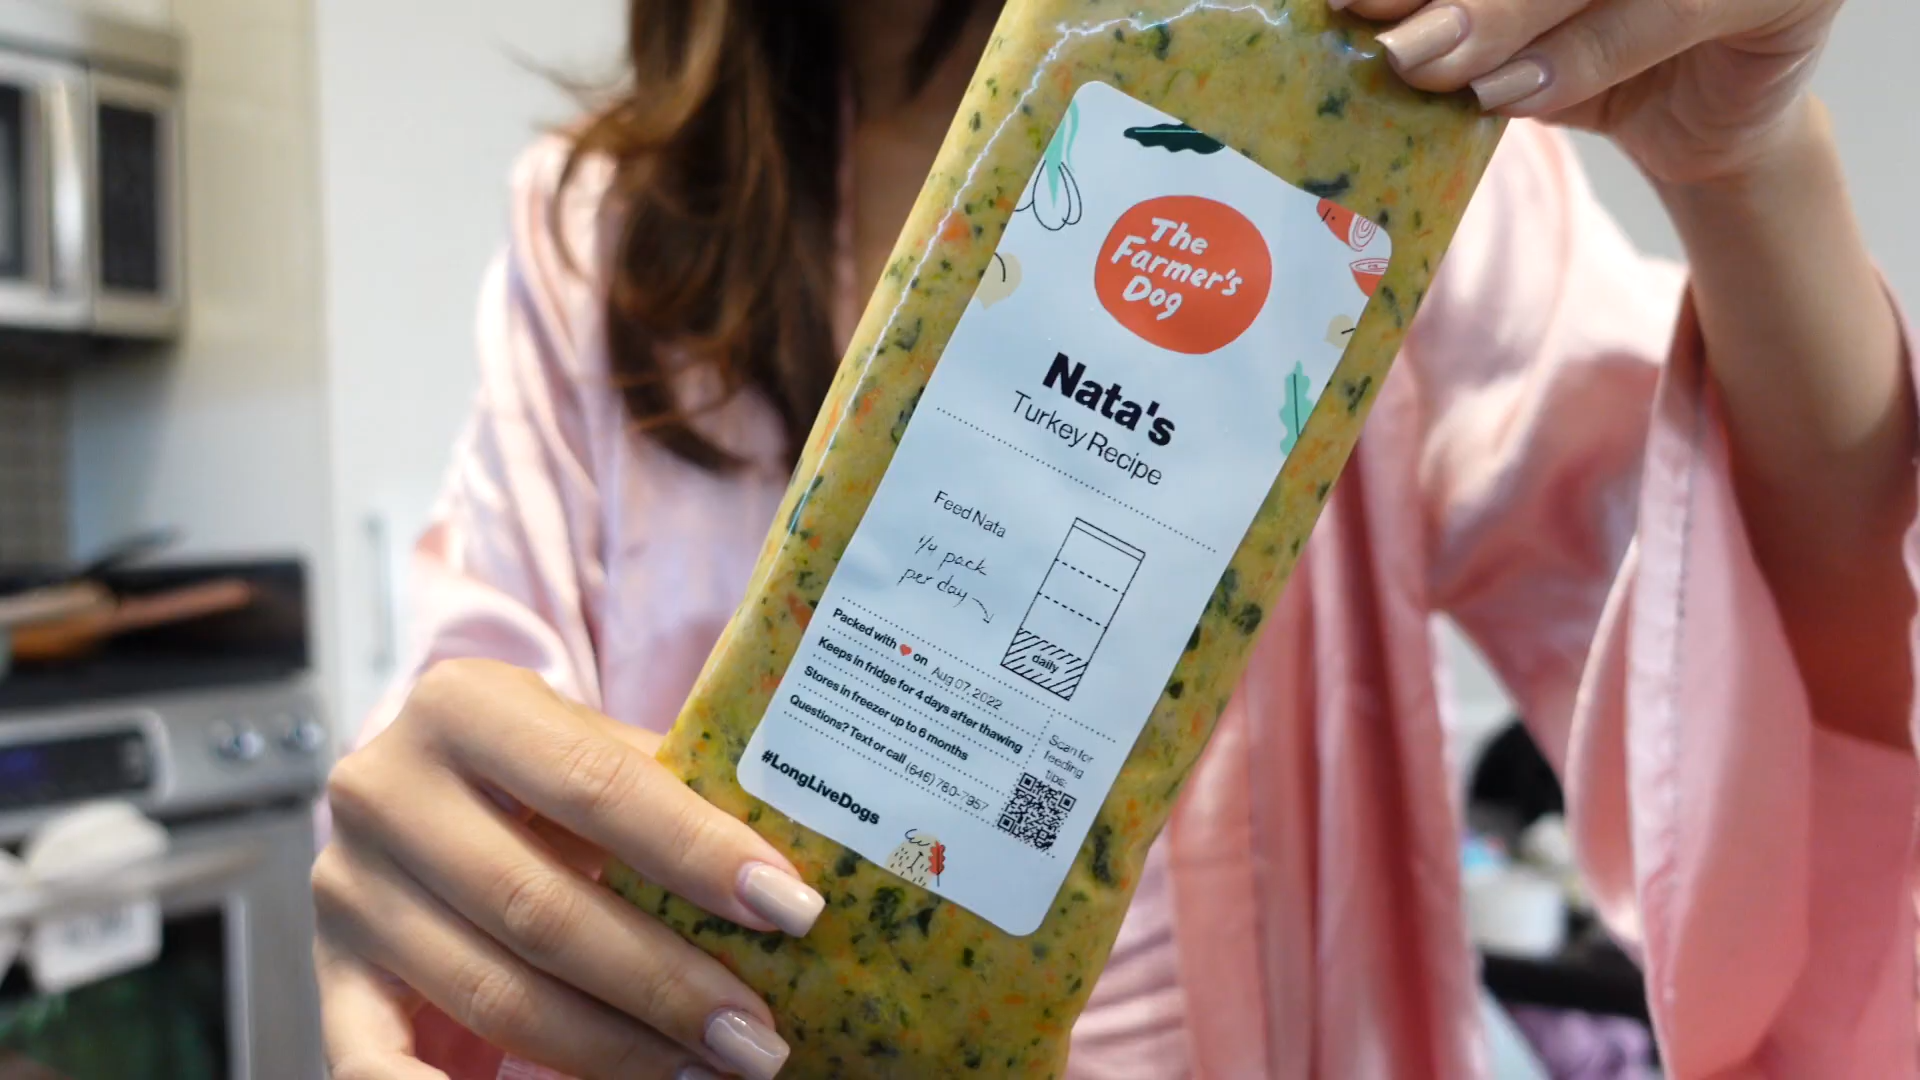 The
Farmer's
Dog
Nata's
Turkey Recipe
Feed Nata
1/4 pack
per day
daily
Packed with ♥ on Aug 07, 2022
Keeps in fridge for 4 days after thawing
Stores in freezer up to 6 months
Questions? Text or call (646) 780-7957
Scan for
feeding
tips:
#LongLiveDogs